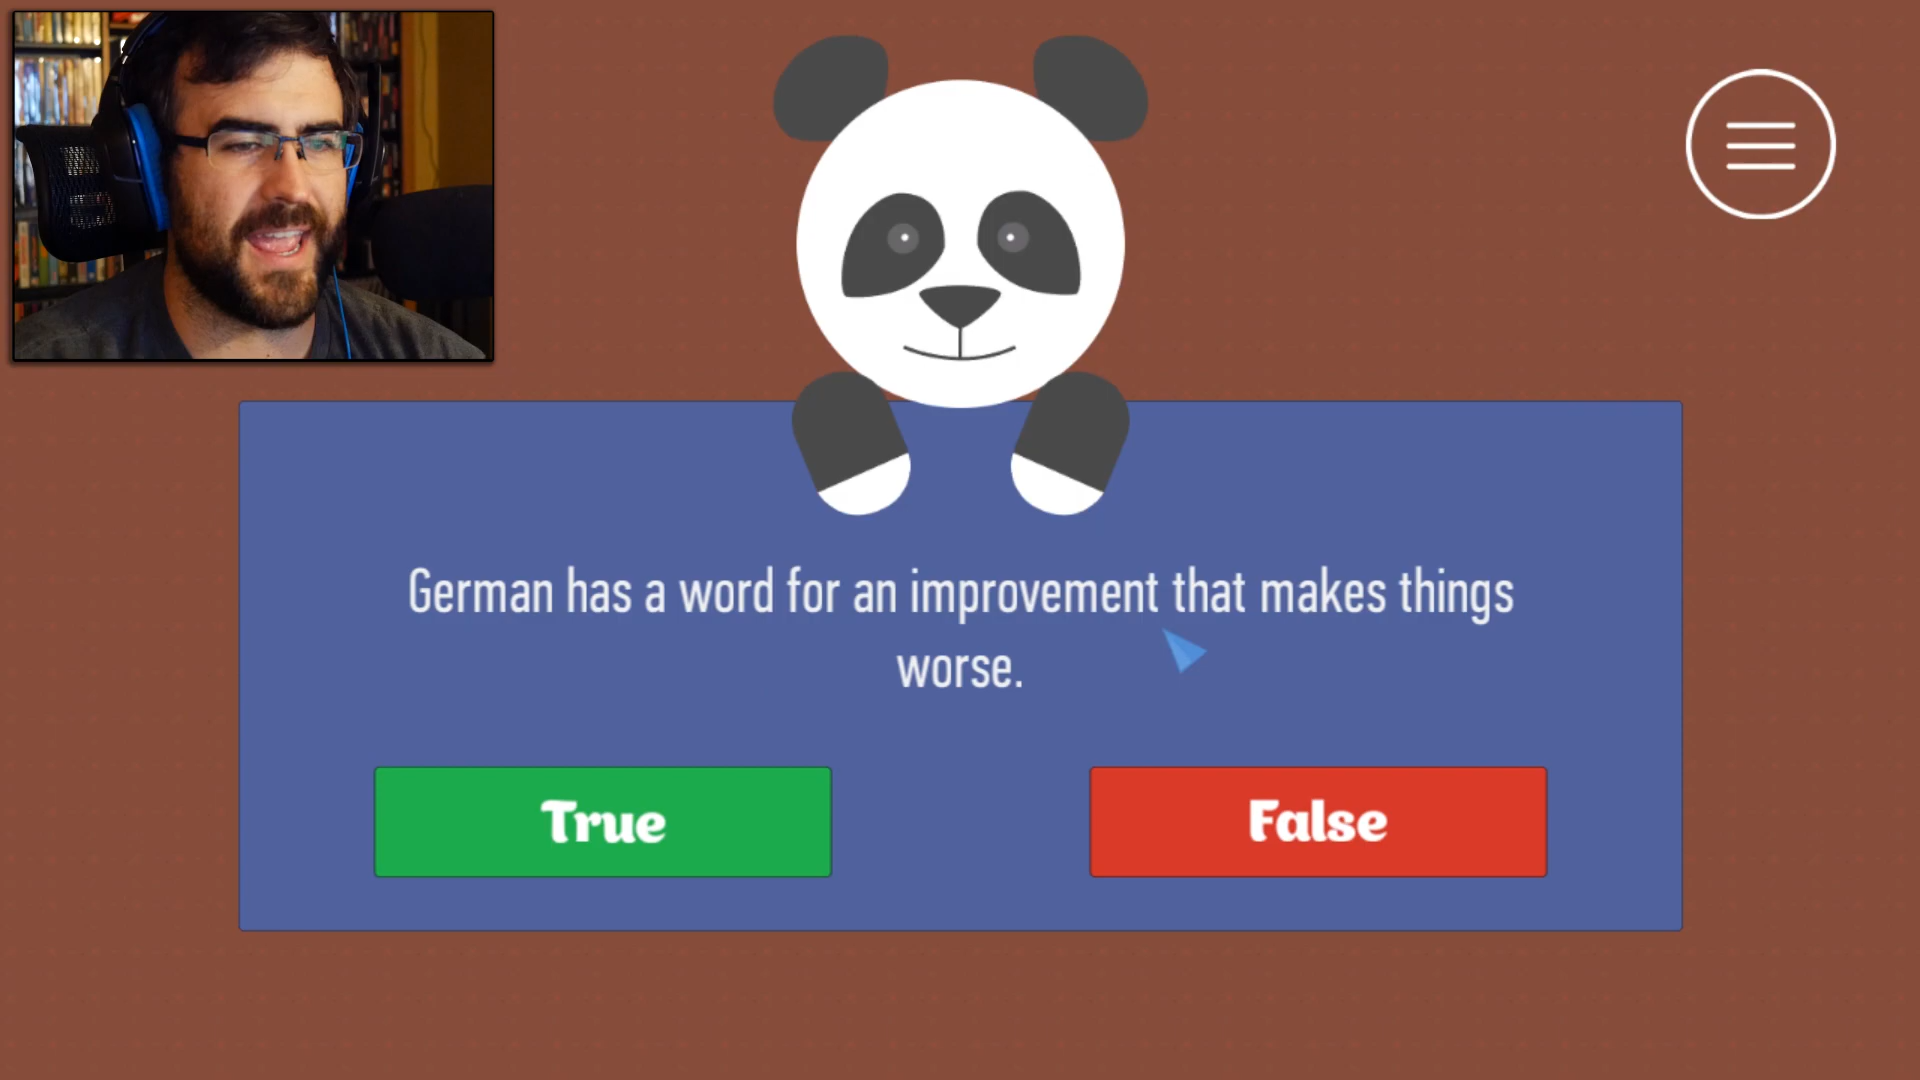 German has a word for an improvement that makes things
worse.
True
False